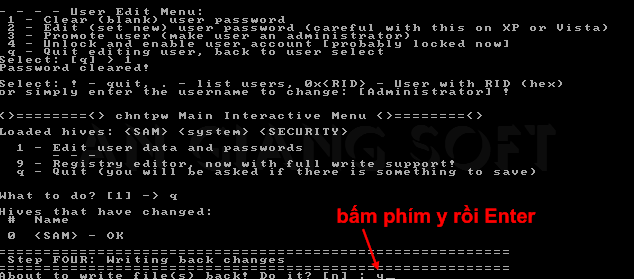 - - - - User Edit Menu:
1 - Clear (blank) user password
2 - Edit (set new) user password (careful with this on XP or Vista)
3 - Promote user (make user an administrator)
4 - Unlock and enable user account [probably locked now]
q - Quit editing user, back to user select
Select: [q] > 1
Password cleared!
Select: ! - quit, . - list users, 0x<RID> - User with RID (hex)
or simply enter the username to change: [Administrator] !
<>========<> chntpw Main Interactive Menu <>========<>
Loaded hives: <SAM> <system> <SECURITY>
1 - Edit user data and passwords
- - -
9 - Registry editor, now with full write support!
q - Quit (you will be asked if there is something to save)
What to do? [1] -> q
Hives that have changed:
# Name
0 <SAM> - OK
bấm phím y rồi Enter
=========================================================
Step FOUR: Writing back changes
=========================================================
About to write file(s) back! Do it? [n] : y_